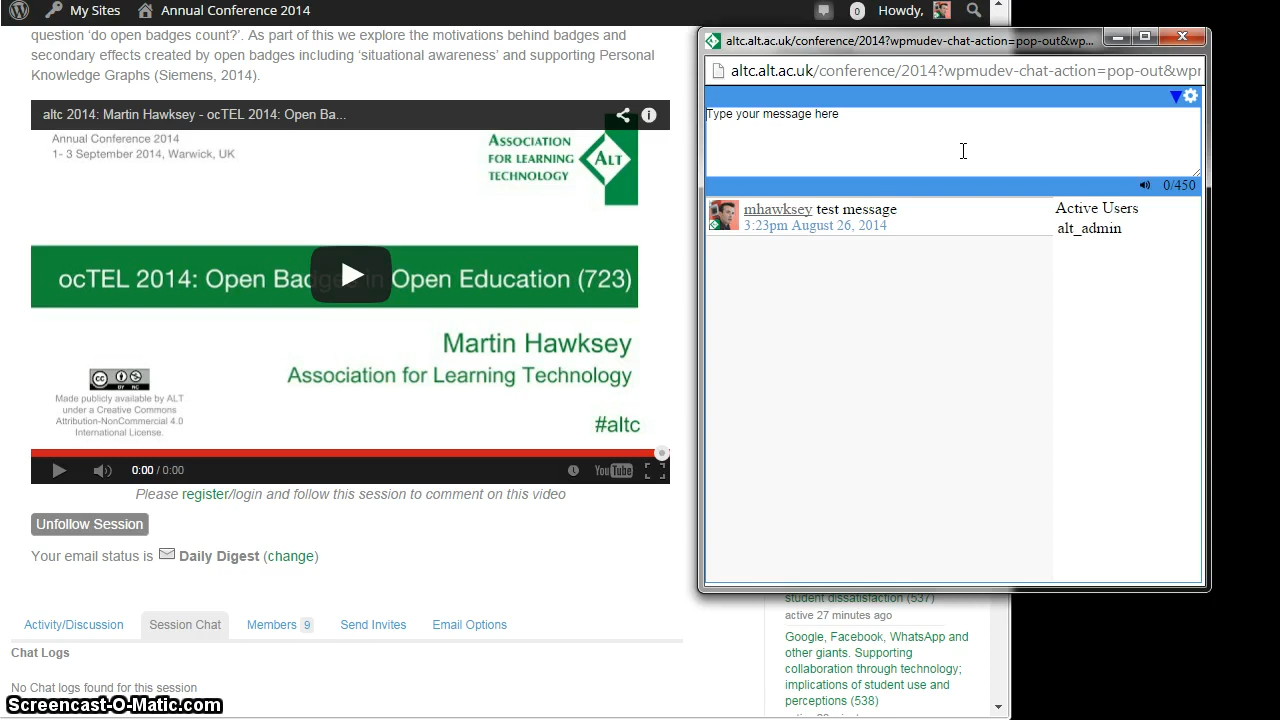 My Sites
Annual Conference 2014
0
Howdy,
question ‘do open badges count?’. As part of this we explore the motivations behind badges and
secondary effects created by open badges including ‘situational awareness’ and supporting Personal
Knowledge Graphs (Siemens, 2014).
altc 2014: Martin Hawksey - ocTEL 2014: Open Ba...
Annual Conference 2014
1- 3 September 2014, Warwick, UK
ASSOCIATION
FOR LEARNING
TECHNOLOGY
ALT
ocTEL 2014: Open Badges in Open Education (723)
Martin Hawksey
Association for Learning Technology
cc
BY NC
Made publicly available by ALT
under a Creative Commons
Attribution-NonCommercial 4.0
International License.
#altc
0:00 / 0:00
YouTube
Please register/login and follow this session to comment on this video
Unfollow Session
Your email status is Daily Digest (change)
Activity/Discussion
Session Chat
Members 9
Send Invites
Email Options
Chat Logs
No Chat logs found for this session
Screencast-O-Matic.com
altc.alt.ac.uk/conference/2014?wpmudev-chat-action=pop-out&wp...
altc.alt.ac.uk/conference/2014?wpmudev-chat-action=pop-out&wpr
Type your message here
0/450
mhawksey test message
3:23pm August 26, 2014
Active Users
alt_admin
student dissatisfaction (537)
active 27 minutes ago
Google, Facebook, WhatsApp and
other giants. Supporting
collaboration through technology;
implications of student use and
perceptions (538)